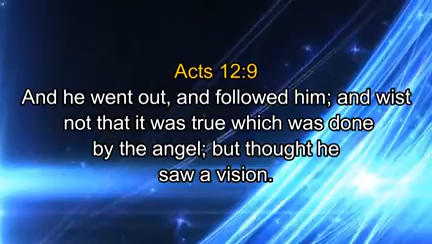 Acts 12:9
And he went out, and followed him; and wist
not that it was true which was done
by the angel; but thought he
saw a vision.